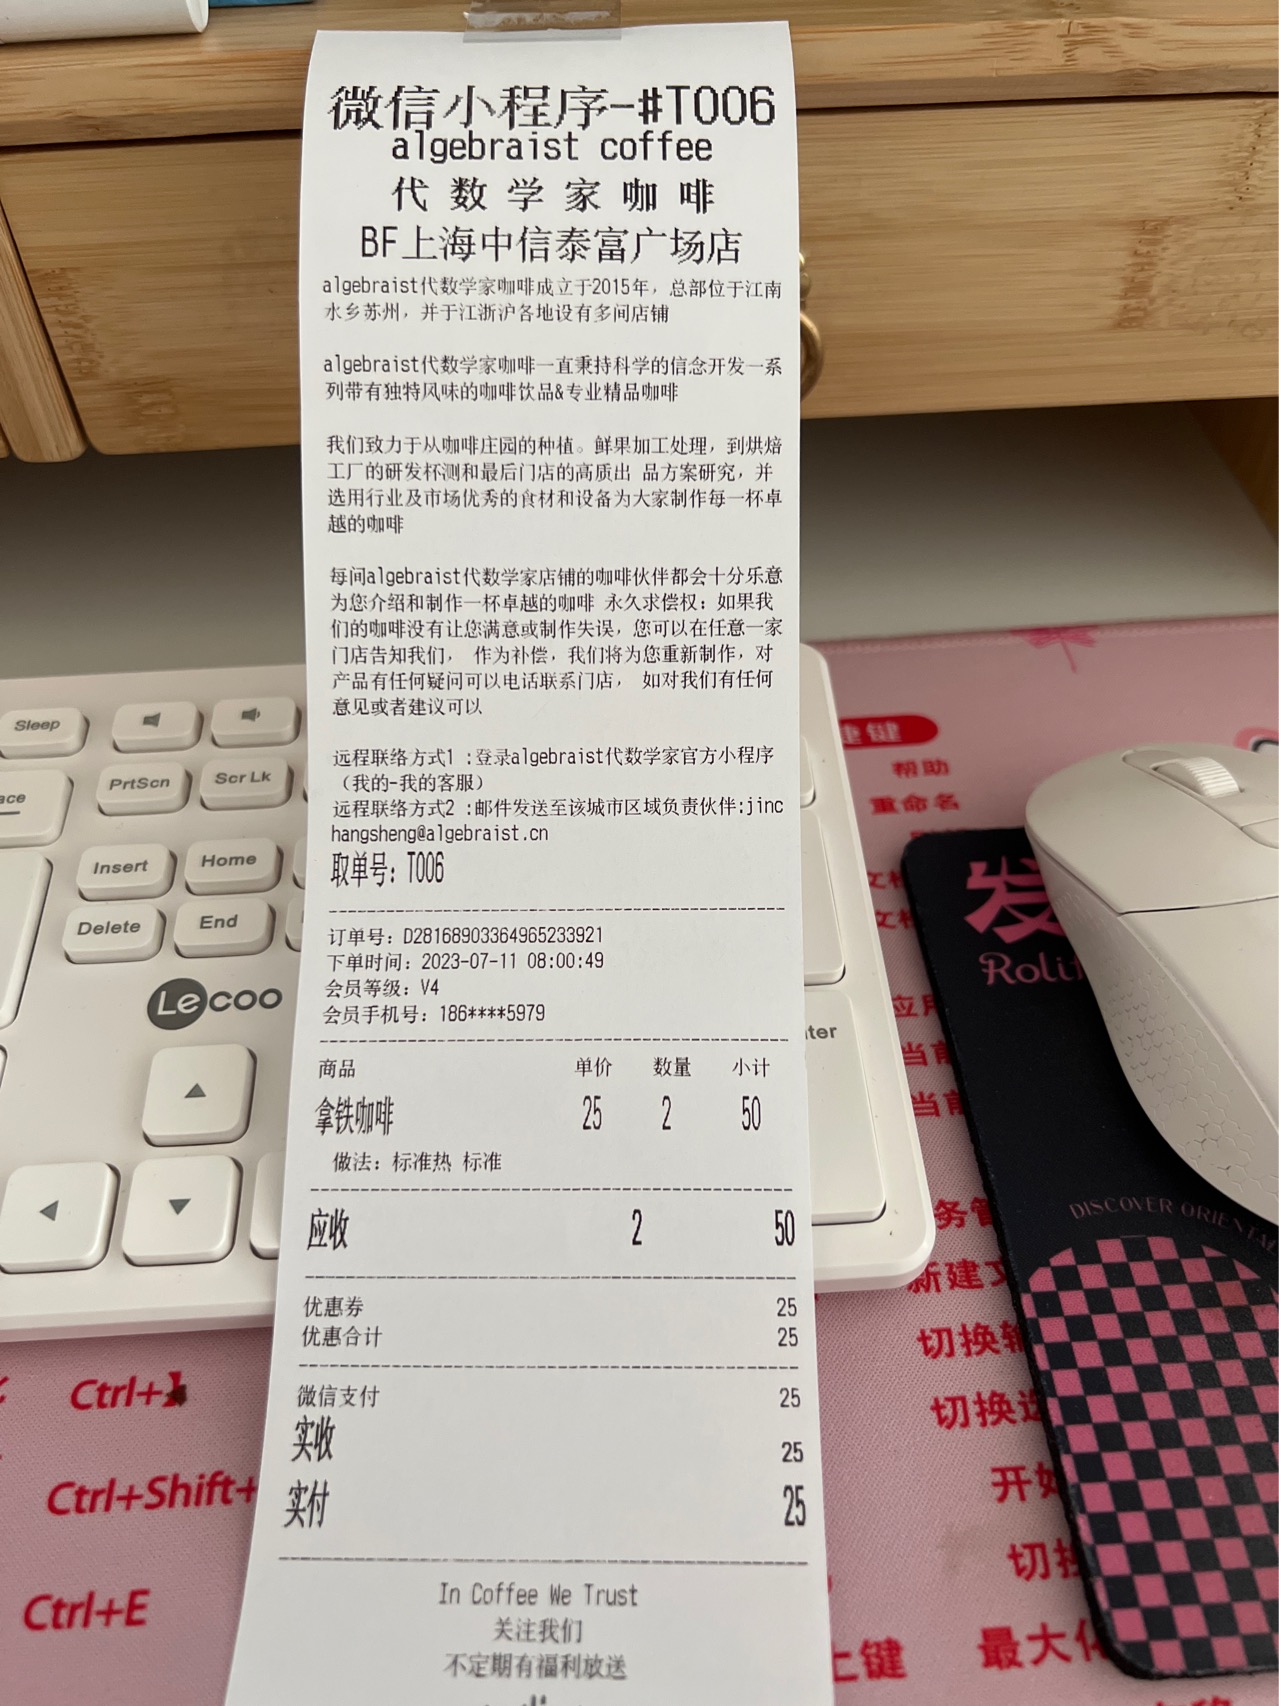 微信小程序-#T006
algebraist coffee
代数学家咖啡
BF上海中信泰富广场店
algebraist代数学家咖啡成立于2015年，总部位于江南
水乡苏州，并于江浙沪各地设有多间店铺
algebraist代数学家咖啡一直秉持科学的信念开发一系
列带有独特风味的咖啡饮品&专业精品咖啡
我们致力于从咖啡庄园的种植。鲜果加工处理，到烘焙
工厂的研发杯测和最后门店的高质出 品方案研究，并
选用行业及市场优秀的食材和设备为大家制作每一杯卓
越的咖啡
每间algebraist代数学家店铺的咖啡伙伴都会十分乐意
为您介绍和制作一杯卓越的咖啡 永久求偿权：如果我
们的咖啡没有让您满意或制作失误，您可以在任意一家
门店告知我们， 作为补偿，我们将为您重新制作，对
产品有任何疑问可以电话联系门店， 如对我们有任何
意见或者建议可以
远程联络方式1 :登录algebraist代数学家官方小程序
（我的-我的客服）
远程联络方式2 :邮件发送至该城市区域负责伙伴:jinc
hangsheng@algebraist.cn
取单号：T006
订单号：D28168903364965233921
下单时间：2023-07-11 08:00:49
会员等级：V4
会员手机号：186****5979
商品 单价 数量 小计
拿铁咖啡 25 2 50
做法：标准热 标准
应收 2 50
优惠券 25
优惠合计 25
微信支付 25
实收 25
实付 25
In Coffee We Trust
关注我们
不定期有福利放送
Sleep
PrtScn
ScrLk
Insert
Home
Delete
End
Lecoo
捷键
帮助
重命名
发
DISCOVER ORIENTAL
新建文
切换输
切换
开始
切换
最大化
上键
Ctrl+
Ctrl+Shift+
Ctrl+E